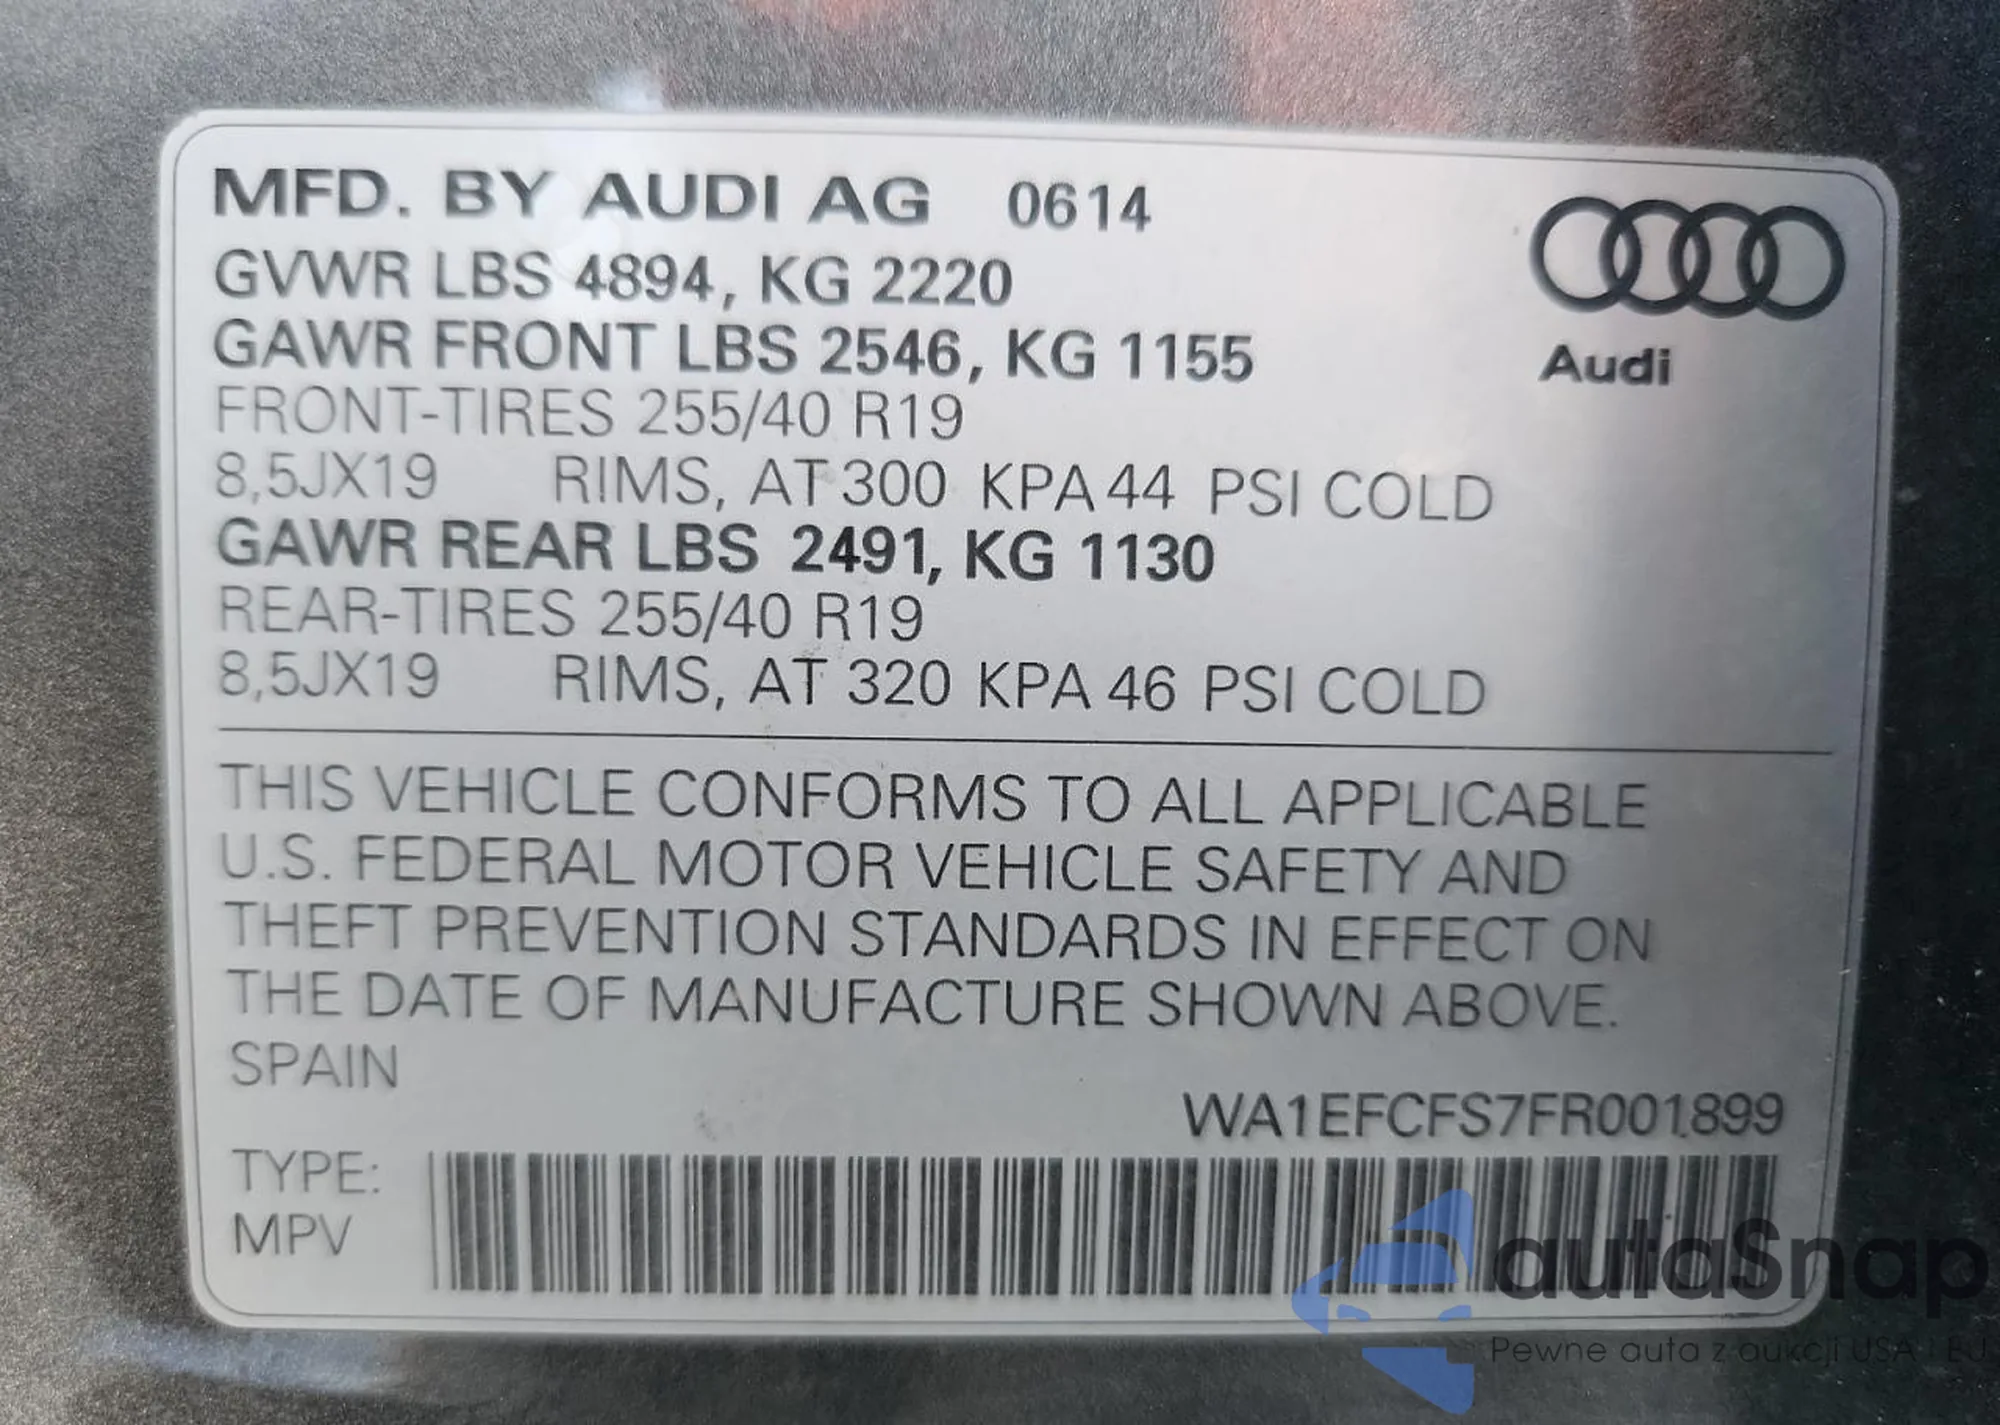 MFD. BY AUDI AG 0614
GVWR LBS 4894, KG 2220
GAWR FRONT LBS 2546, KG 1155
FRONT-TIRES 255/40 R19
8,5JX19 RIMS, AT 300 KPA 44 PSI COLD
GAWR REAR LBS 2491, KG 1130
REAR-TIRES 255/40 R19
8,5JX19 RIMS, AT 320 KPA 46 PSI COLD
Audi
THIS VEHICLE CONFORMS TO ALL APPLICABLE
U.S. FEDERAL MOTOR VEHICLE SAFETY AND
THEFT PREVENTION STANDARDS IN EFFECT ON
THE DATE OF MANUFACTURE SHOWN ABOVE.
SPAIN
WA1EFCFS7FR001899
TYPE:
MPV
autaSnap
Pewne auta z aukcji USA i EU